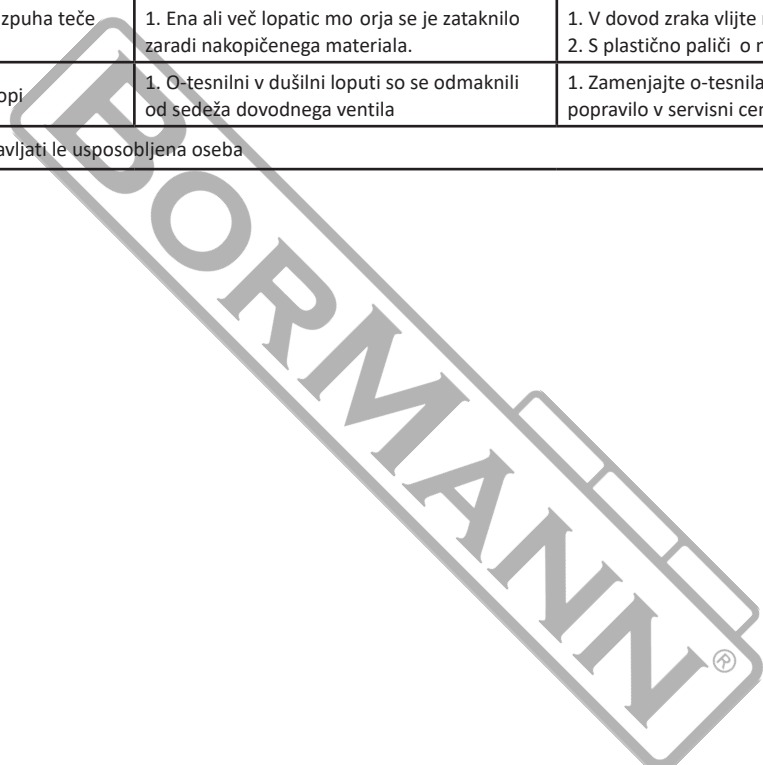 zpuha teče
1. Ena ali več lopatic mo orja se je zataknilo
zaradi nakopičenega materiala.
1. V dovod zraka vlijte
2. S plastično paliči o
opi
1. O-tesnilni v dušilni loputi so se odmaknili
od sedeža dovodnega ventila
1. Zamenjajte o-tesnila
popravilo v servisni cen
avljati le usposobljena oseba
BORMANN®